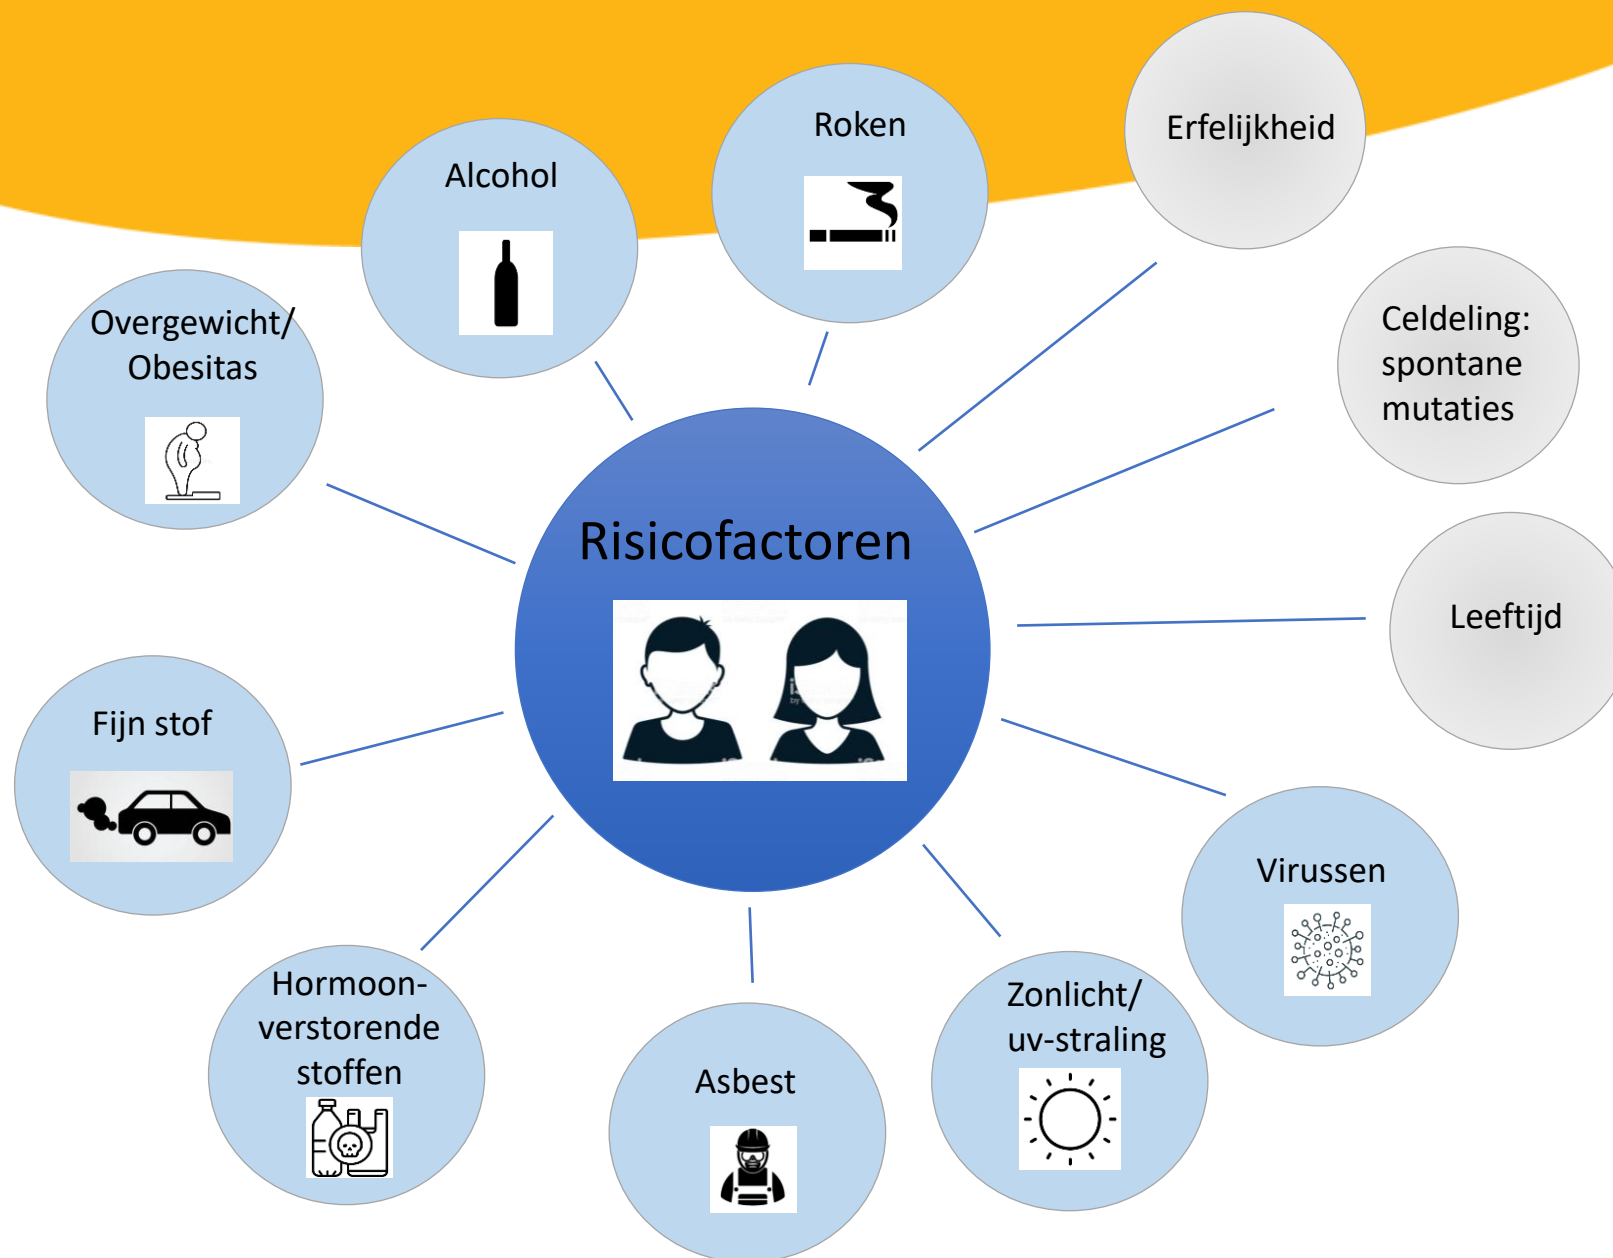 Roken
Erfelijkheid
Alcohol
Overgewicht/
Obesitas
Celdeling:
spontane
mutaties
Risicofactoren
Leeftijd
Fijn stof
Virussen
Hormoon-
verstorende
stoffen
Zonlicht/
uv-straling
Asbest